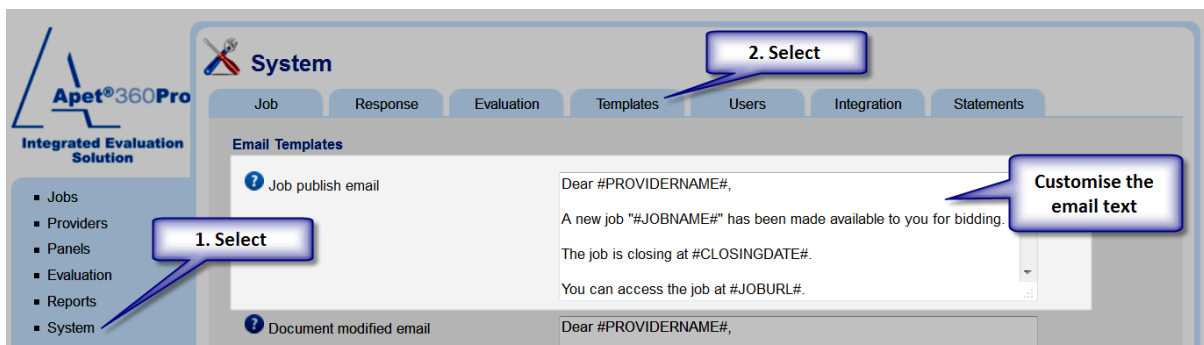 Apet®360Pro
Integrated Evaluation
Solution
Jobs
Providers
Panels
Evaluation
Reports
System
1. Select
System
2. Select
Job Response Evaluation Templates Users Integration Statements
Email Templates
? Job publish email
Dear #PROVIDERNAME#,
A new job "#JOBNAME#" has been made available to you for bidding.
The job is closing at #CLOSINGDATE#.
You can access the job at #JOBURL#.
Customise the
email text
? Document modified email
Dear #PROVIDERNAME#,